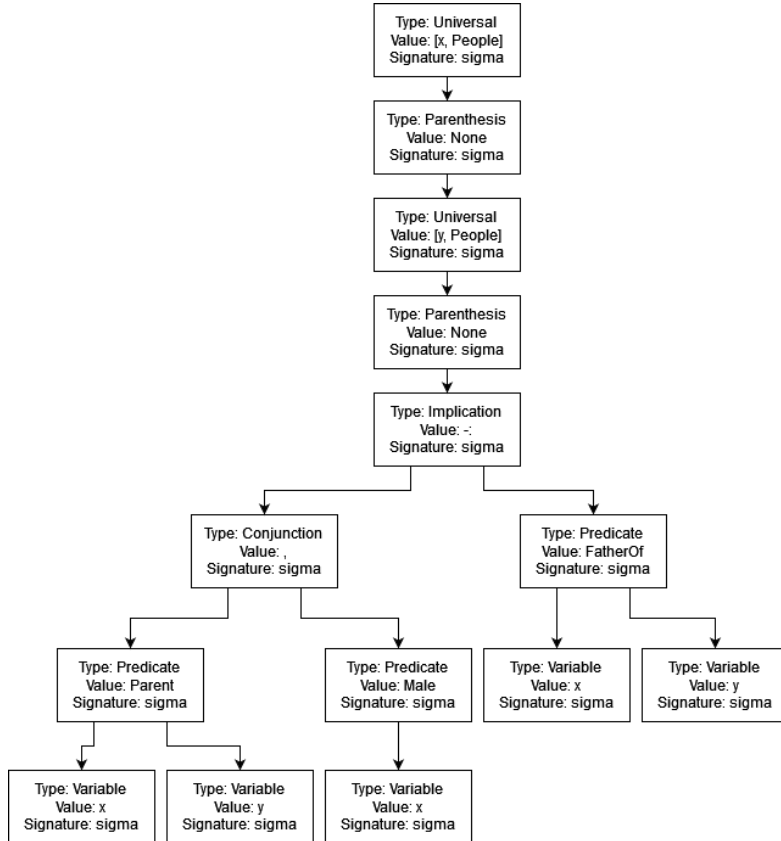 Type: Universal
Value: [x, People]
Signature: sigma
Type: Parenthesis
Value: None
Signature: sigma
Type: Universal
Value: [y, People]
Signature: sigma
Type: Parenthesis
Value: None
Signature: sigma
Type: Implication
Value: -:
Signature: sigma
Type: Conjunction
Value: ,
Signature: sigma
Type: Predicate
Value: FatherOf
Signature: sigma
Type: Predicate
Value: Parent
Signature: sigma
Type: Predicate
Value: Male
Signature: sigma
Type: Variable
Value: x
Signature: sigma
Type: Variable
Value: y
Signature: sigma
Type: Variable
Value: x
Signature: sigma
Type: Variable
Value: y
Signature: sigma
Type: Variable
Value: x
Signature: sigma